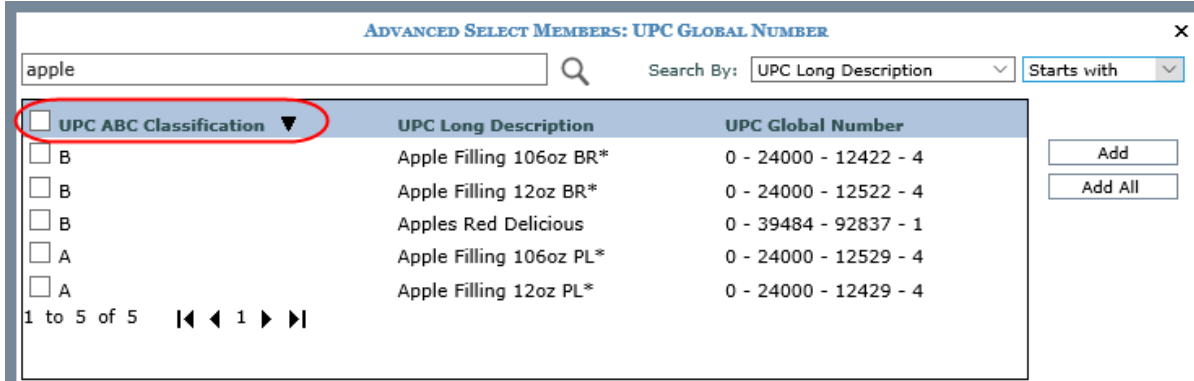 ADVANCED SELECT MEMBERS: UPC GLOBAL NUMBER
apple Search By: UPC Long Description Starts with
UPC ABC Classification UPC Long Description UPC Global Number
B Apple Filling 106oz BR* 0 - 24000 - 12422 - 4 Add
B Apple Filling 12oz BR* 0 - 24000 - 12522 - 4 Add All
B Apples Red Delicious 0 - 39484 - 92837 - 1
A Apple Filling 106oz PL* 0 - 24000 - 12529 - 4
A Apple Filling 12oz PL* 0 - 24000 - 12429 - 4
1 to 5 of 5 1